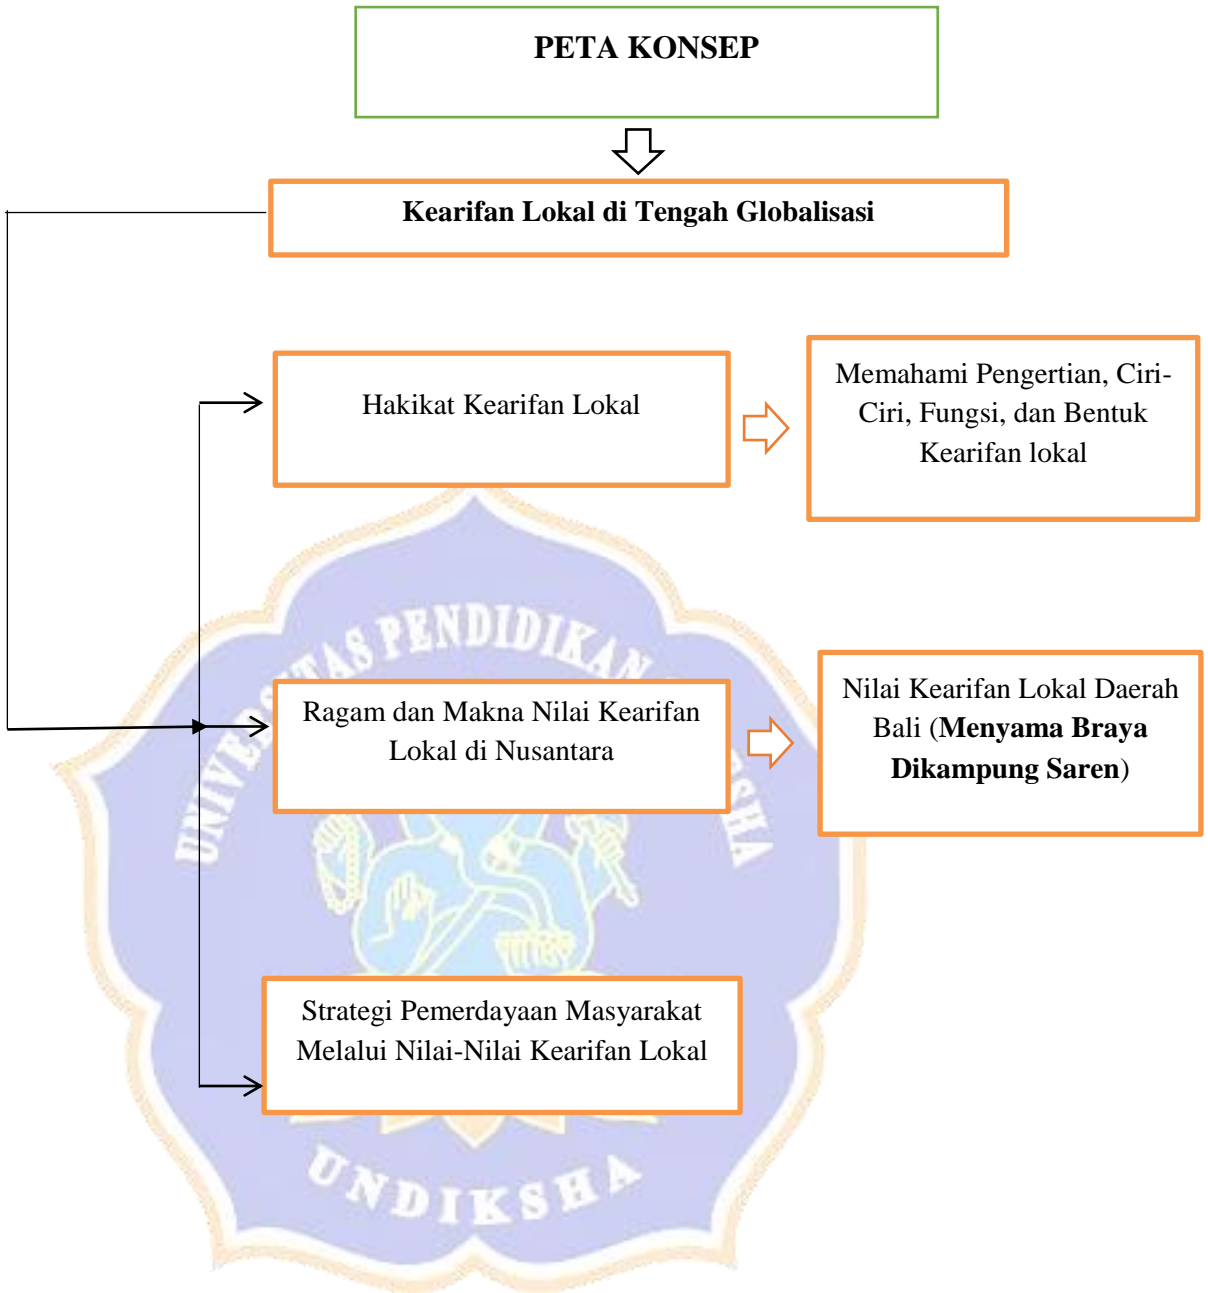 PETA KONSEP
Kearifan Lokal di Tengah Globalisasi
Hakikat Kearifan Lokal
Memahami Pengertian, Ciri-
Ciri, Fungsi, dan Bentuk
Kearifan lokal
UNIVERSITAS PENDIDIKAN
Ragam dan Makna Nilai Kearifan
Lokal di Nusantara
Nilai Kearifan Lokal Daerah
Bali (Menyama Braya
Dikampung Saren)
Strategi Pemerdayaan Masyarakat
Melalui Nilai-Nilai Kearifan Lokal
UNDIKSHA